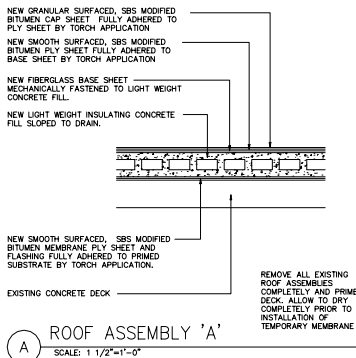 NEW GRANULAR SURFACED, SBS MODIFIED
BITUMEN CAP SHEET FULLY ADHERED TO
PLY SHEET BY TORCH APPLICATION
NEW SMOOTH SURFACED, SBS MODIFIED
BITUMEN PLY SHEET FULLY ADHERED TO
BASE SHEET BY TORCH APPLICATION
NEW FIBERGLASS BASE SHEET
MECHANICALLY FASTENED TO LIGHT WEIGHT
CONCRETE FILL.
NEW LIGHT WEIGHT INSULATING CONCRETE
FILL SLOPED TO DRAIN.
NEW SMOOTH SURFACED, SBS MODIFIED
BITUMEN MEMBRANE PLY SHEET AND
FLASHING FULLY ADHERED TO PRIMED
SUBSTRATE BY TORCH APPLICATION.
EXISTING CONCRETE DECK
REMOVE ALL EXISTING
ROOF ASSEMBLIES
COMPLETELY AND PRIME
DECK. ALLOW TO DRY
COMPLETELY PRIOR TO
INSTALLATION OF
TEMPORARY MEMBRANE
A
ROOF ASSEMBLY 'A'
SCALE: 1 1/2"=1'-0"